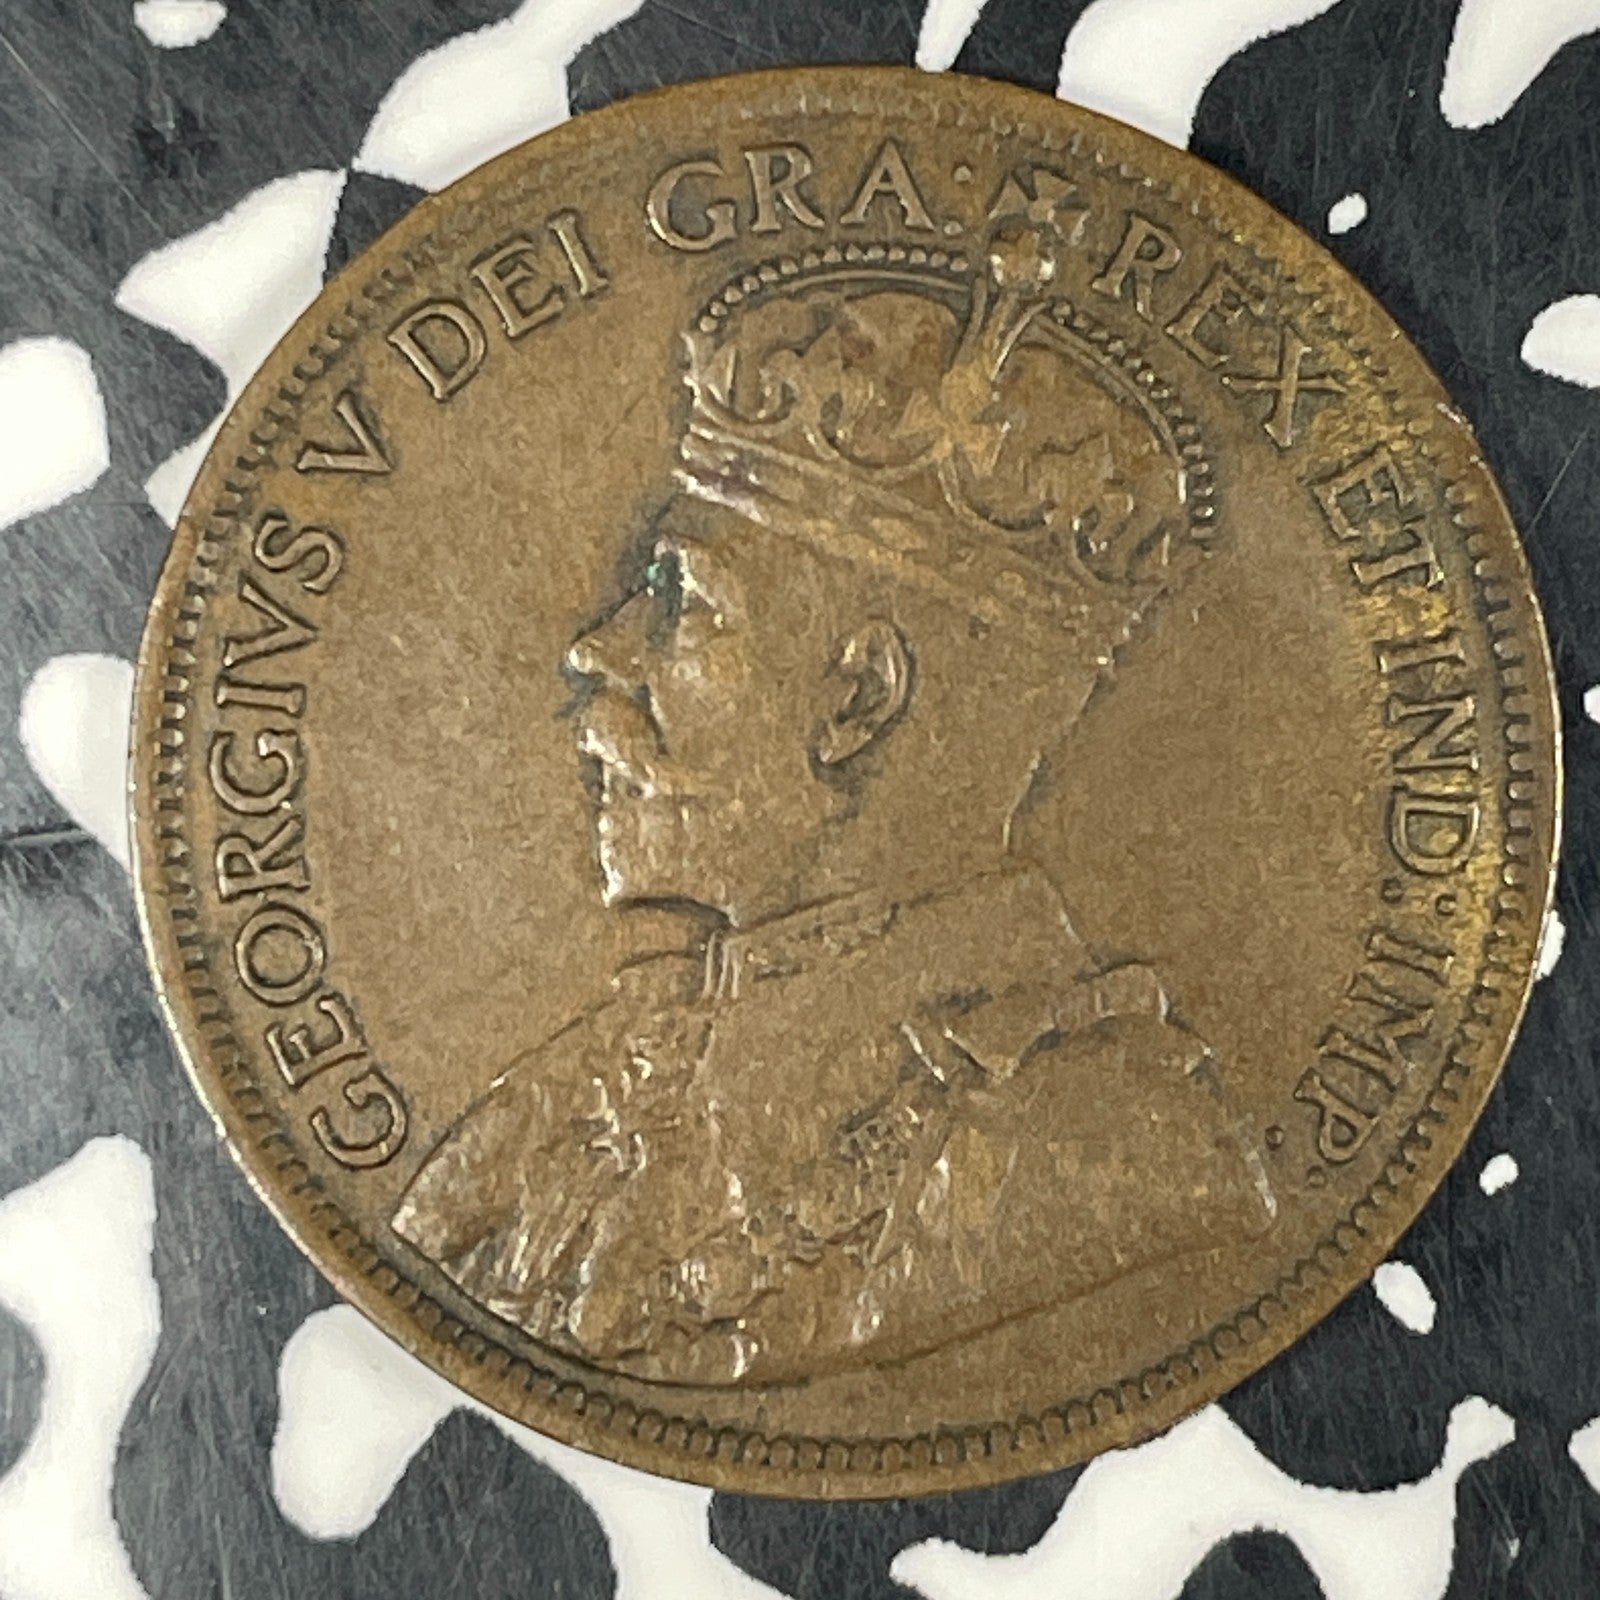 GEORGIVS V DEI GRA: REX ET IND: IMP: